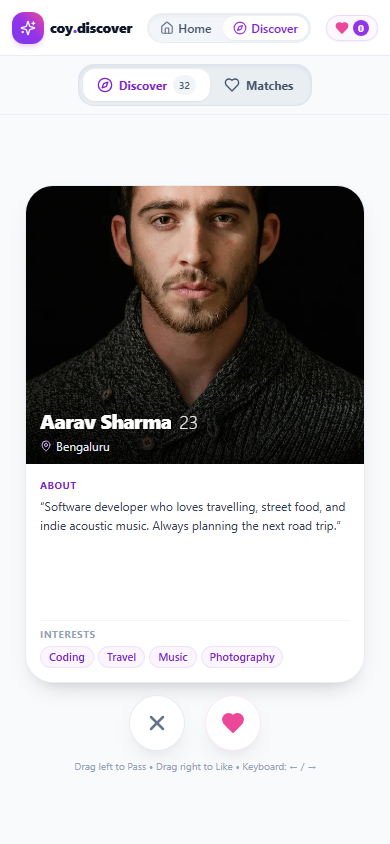 coy.discover
Home
Discover
0
Discover 32
Matches
Aarav Sharma 23
Bengaluru
ABOUT
“Software developer who loves travelling, street food, and
indie acoustic music. Always planning the next road trip.”
INTERESTS
Coding Travel Music Photography
Drag left to Pass • Drag right to Like • Keyboard: ← / →